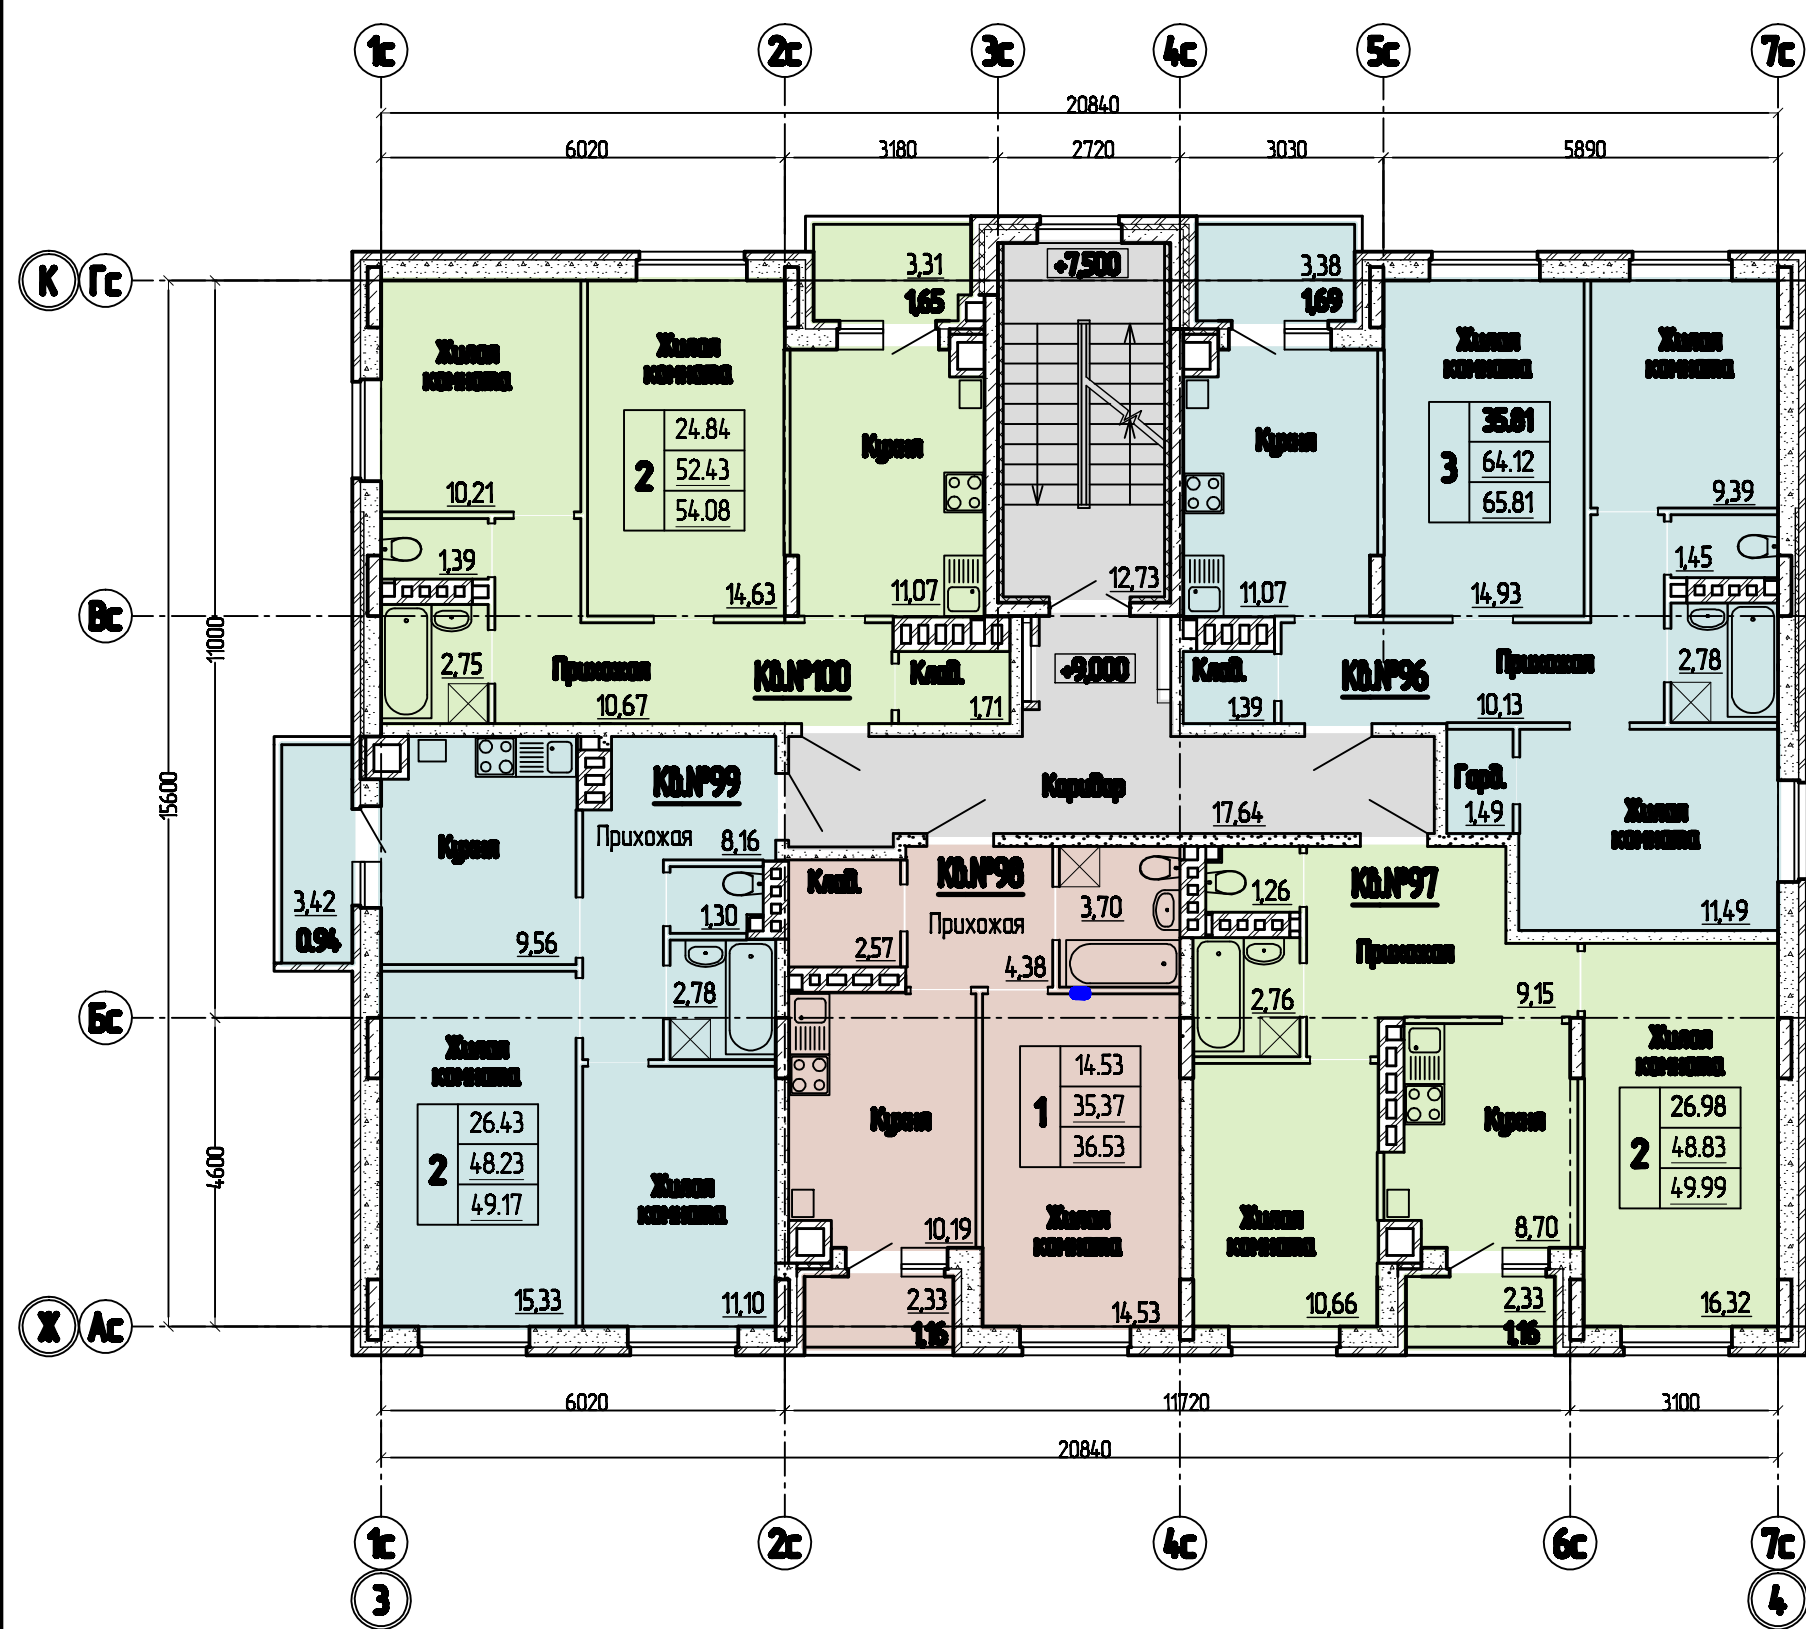 1с 2с 3с 4с 5с 7с
20840
6020 3180 2720 3030 5890
К Гс
3,31
1,65
+7,500
3,38
1,69
Жилая
комната
10,21
Жилая
комната
2
24.84
52.43
54.08
14,63
Кухня
11,07
12,73
Кухня
11,07
Жилая
комната
3
35.81
64.12
65.81
14,93
Жилая
комната
9,39
1,39
1,45
Вс
11000
2,75
Прихожая
10,67
Кв.№100
Клад.
1,71
+9,000
Клад.
1,39
Кв.№96
Прихожая
10,13
2,78
15600
Кв.№99
Прихожая
8,16
Кухня
9,56
3,42
0.94
1,30
2,78
Коридор
17,64
Гард.
1,49
Жилая
комната
11,49
Клад.
2,57
Кв.№98
Прихожая
4,38
3,70
1,26
Кв.№97
Прихожая
9,15
2,76
Бс
4600
Жилая
комната
2
26.43
48.23
49.17
15,33
Жилая
комната
11,10
Кухня
10,19
1
14.53
35,37
36.53
Жилая
комната
14,53
Жилая
комната
10,66
Кухня
8,70
Жилая
комната
2
26.98
48.83
49.99
16,32
2,33
1,16
2,33
1,16
Ж Ас
6020 11720 3100
20840
1с 2с 4с 6с 7с
3 4